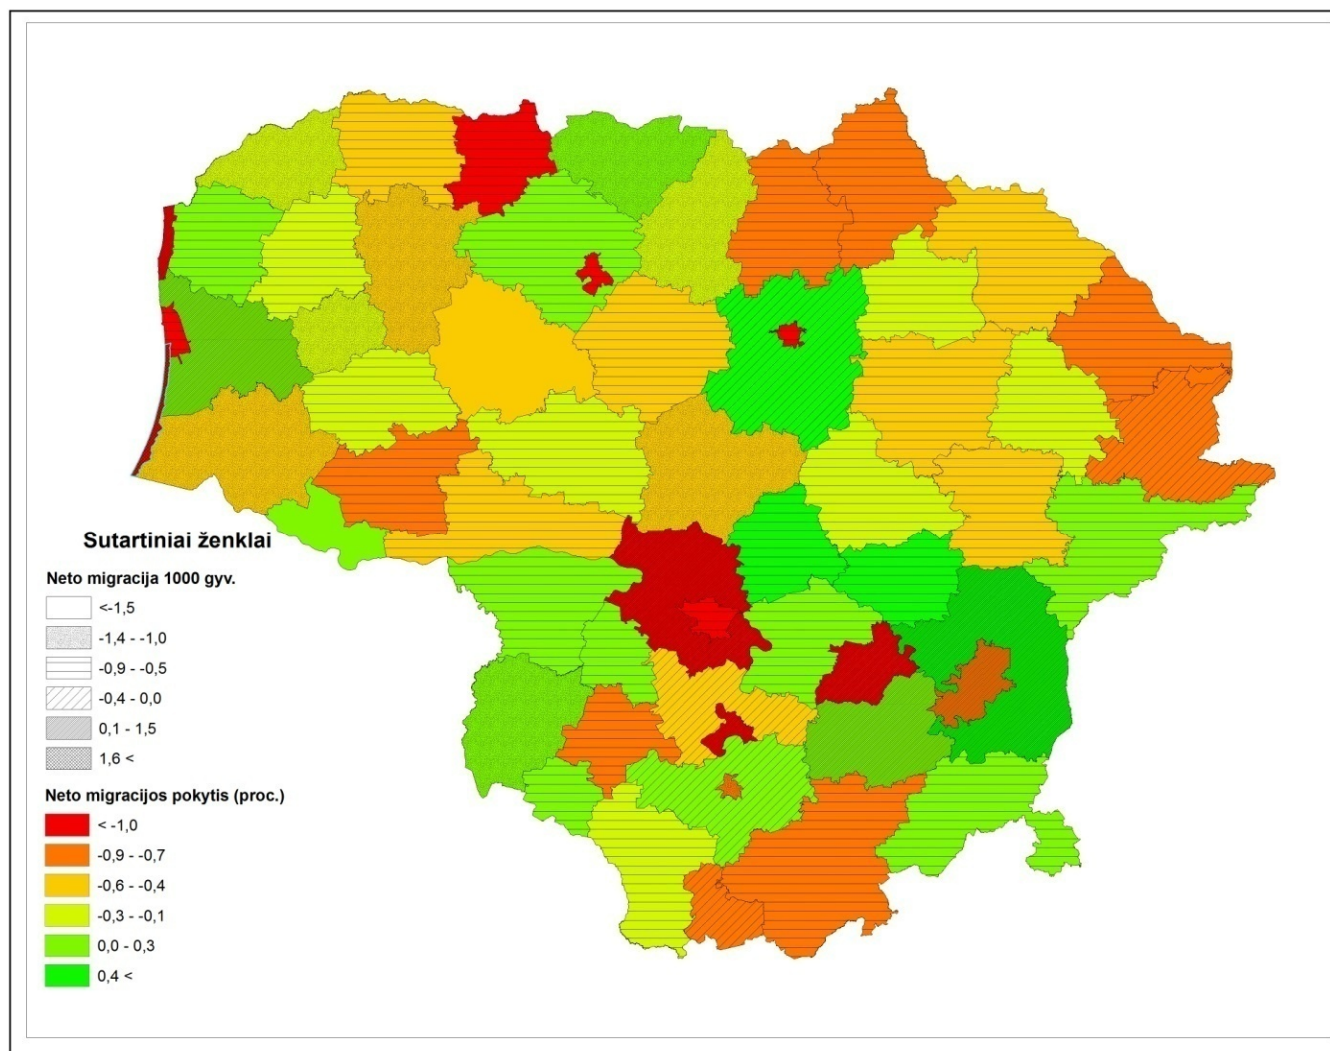 Sutartiniai ženklai
Neto migracija 1000 gyv.
<-1,5
-1,4 - -1,0
-0,9 - -0,5
-0,4 - 0,0
0,1 - 1,5
1,6 <
Neto migracijos pokytis (proc.)
< -1,0
-0,9 - -0,7
-0,6 - -0,4
-0,3 - -0,1
0,0 - 0,3
0,4 <